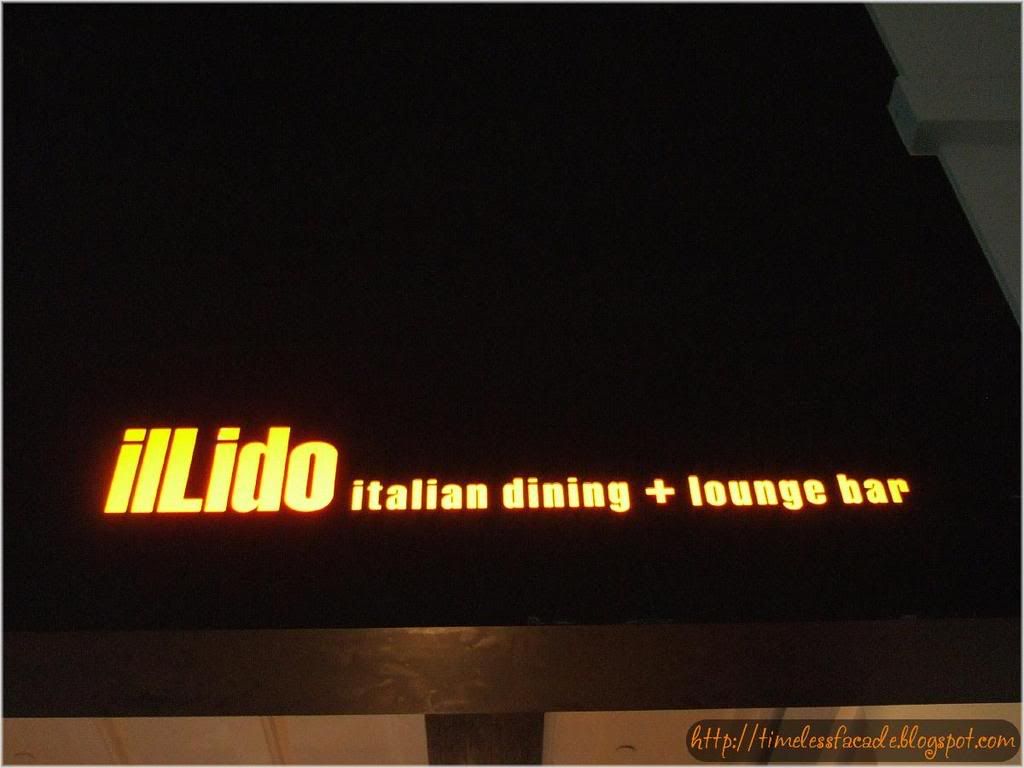 ilLido italian dining + lounge bar
http://timelessfacade.blogspot.com